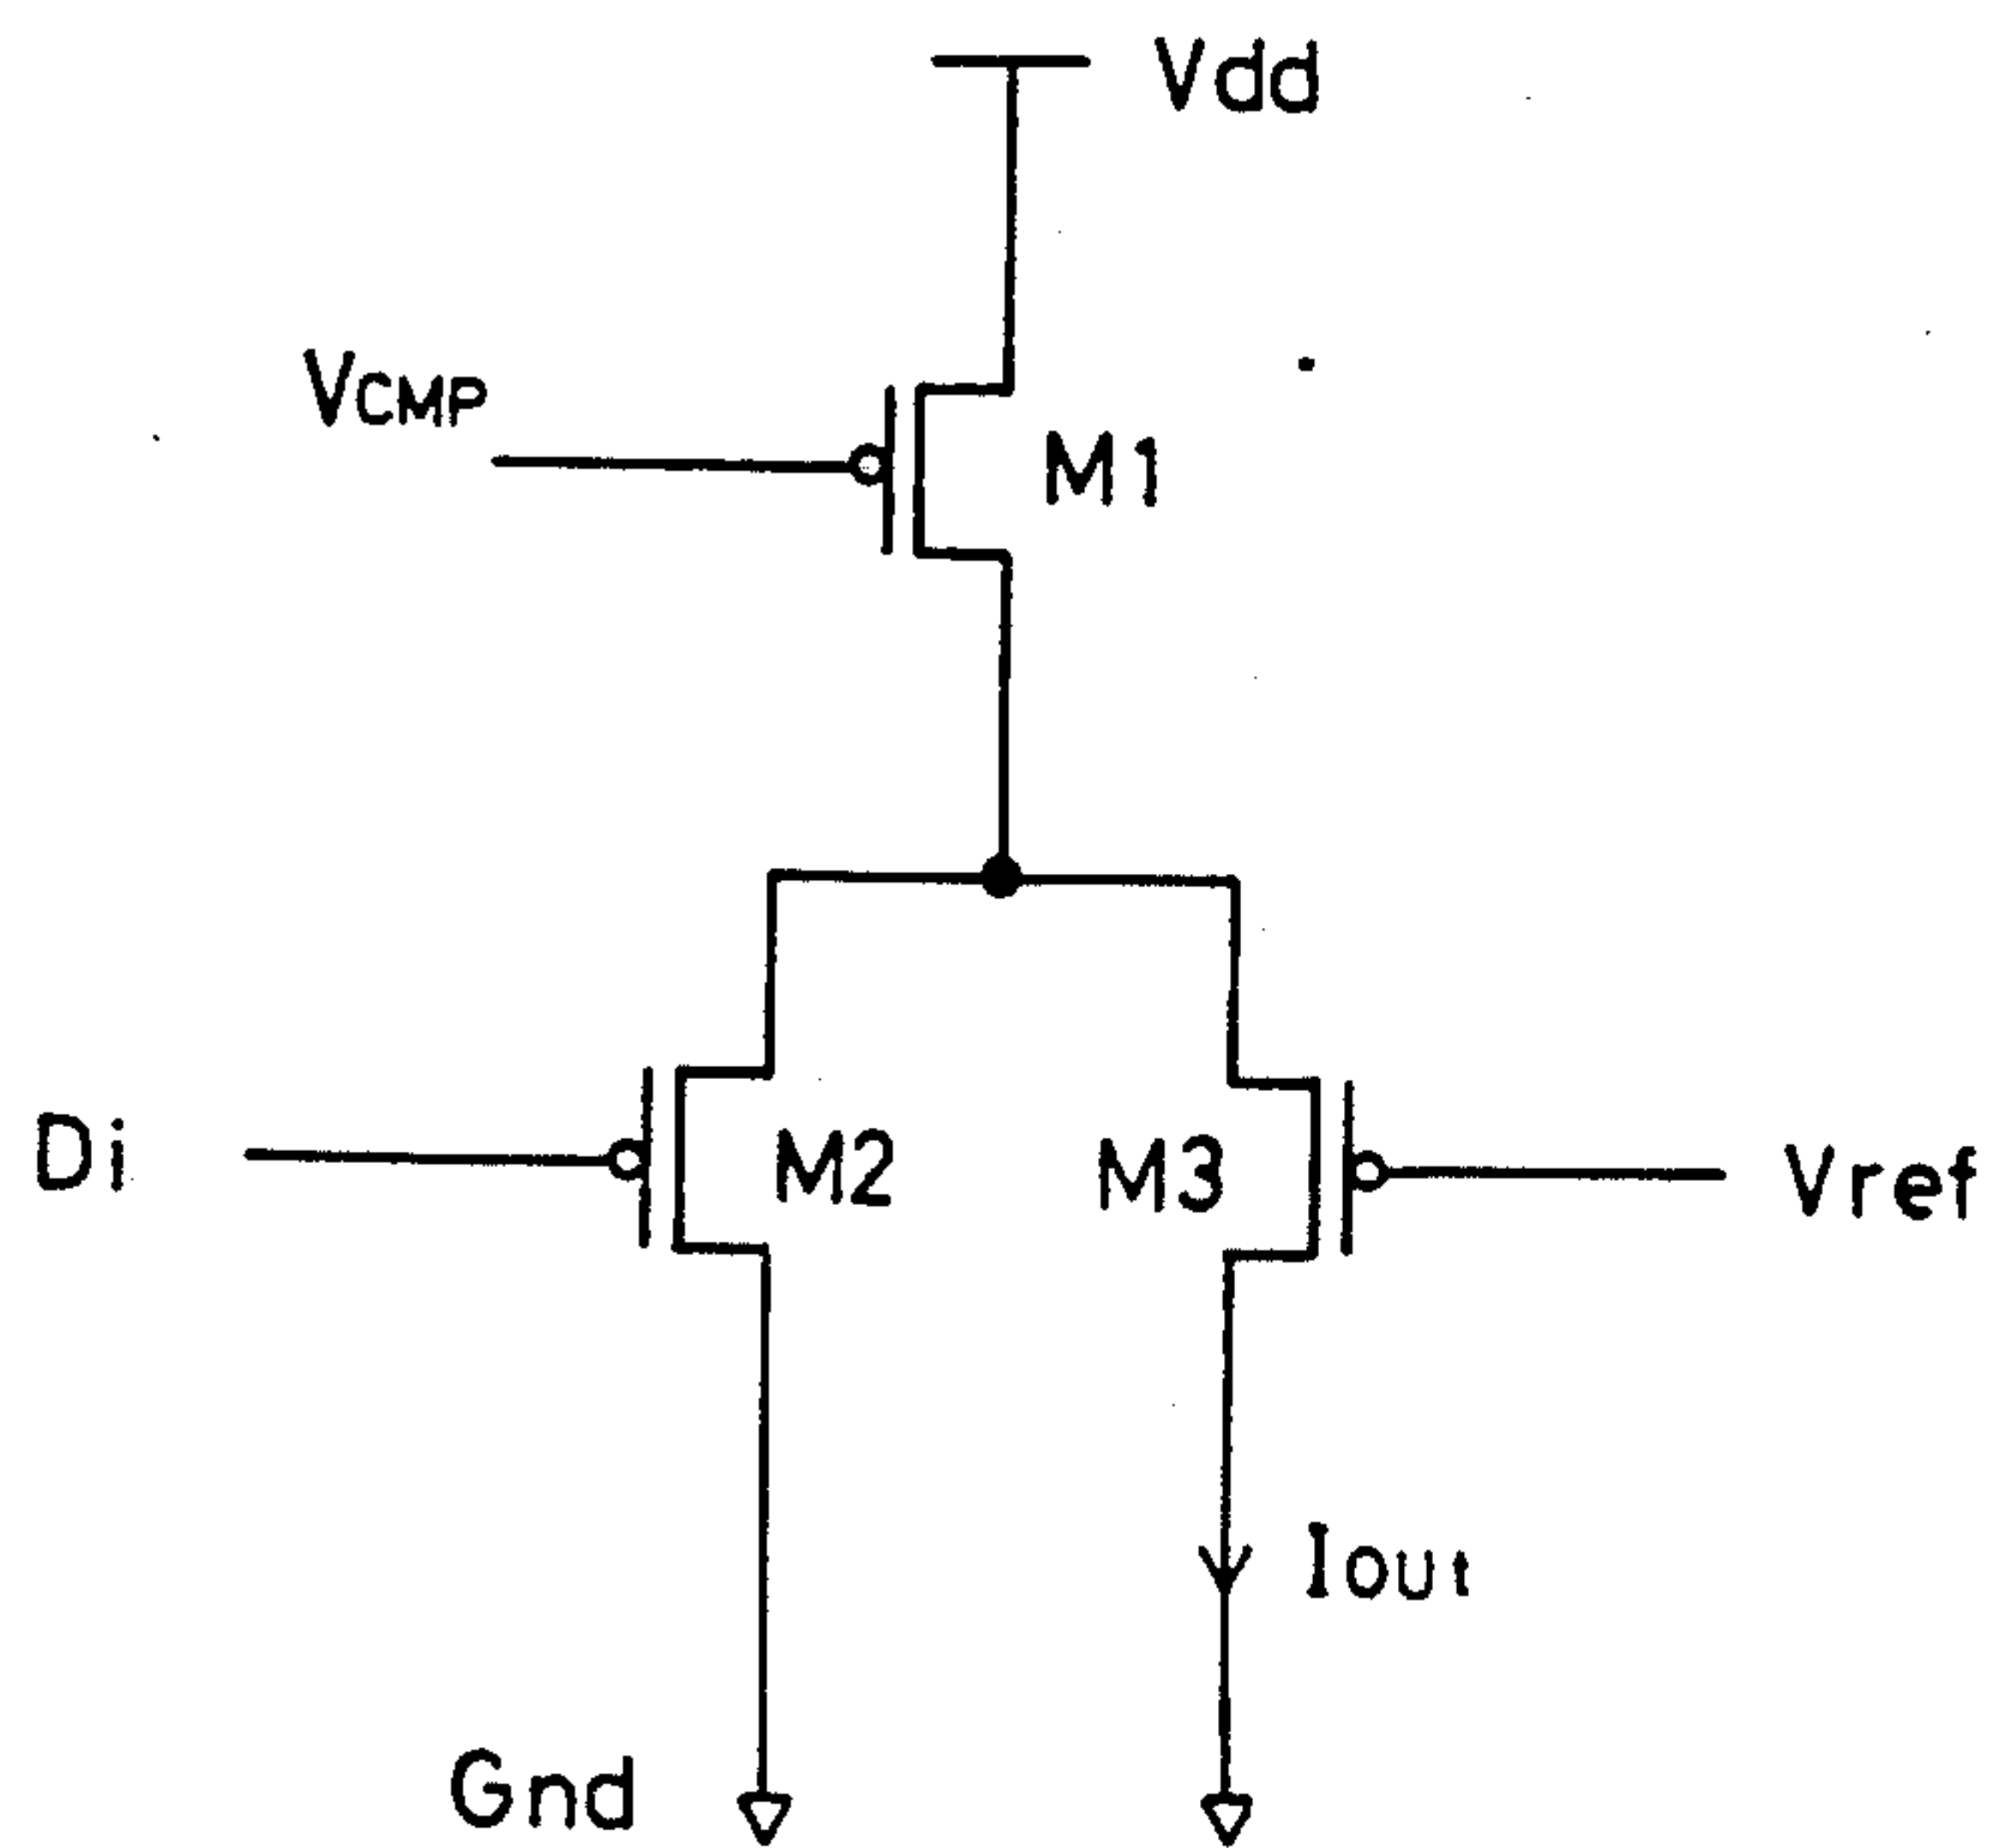 Vdd
VCMP
M1
Di
M2
M3
Vref
Iout
Gnd